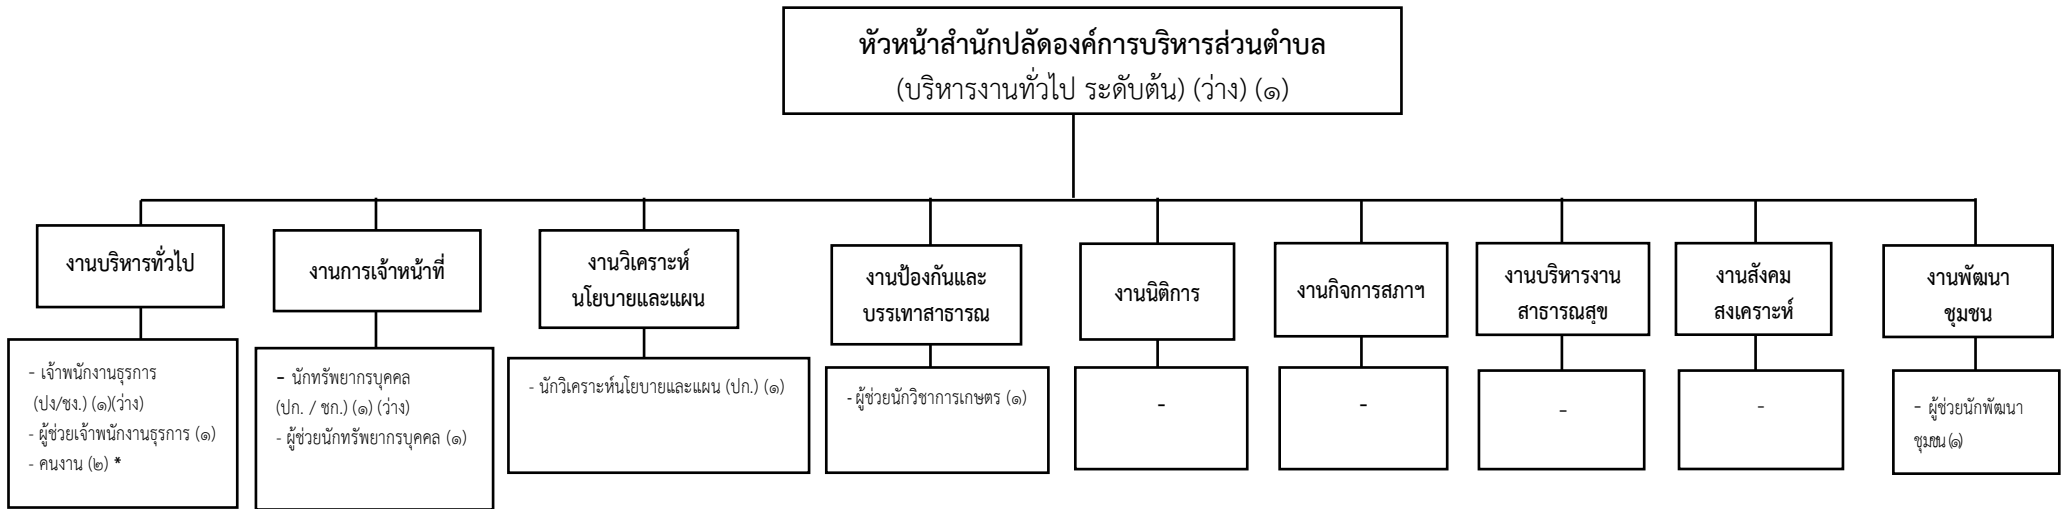 หัวหน้าสำนักปลัดองค์การบริหารส่วนตำบล
(บริหารงานทั่วไป ระดับต้น) (ว่าง) (๑)
งานบริหารทั่วไป
- เจ้าพนักงานธุรการ
(ปง/ชง.) (๑)(ว่าง)
- ผู้ช่วยเจ้าพนักงานธุรการ (๑)
- คนงาน (๒) *
งานการเจ้าหน้าที่
- นักทรัพยากรบุคคล
(ปก. / ชก.) (๑) (ว่าง)
- ผู้ช่วยนักทรัพยากรบุคคล (๑)
งานวิเคราะห์
นโยบายและแผน
- นักวิเคราะห์นโยบายและแผน (ปก.) (๑)
งานป้องกันและ
บรรเทาสาธารณ
- ผู้ช่วยนักวิชาการเกษตร (๑)
งานนิติการ
-
งานกิจการสภาฯ
-
งานบริหารงาน
สาธารณสุข
-
งานสังคม
สงเคราะห์
-
งานพัฒนา
ชุมชน
- ผู้ช่วยนักพัฒนา
ชุมชน (๑)